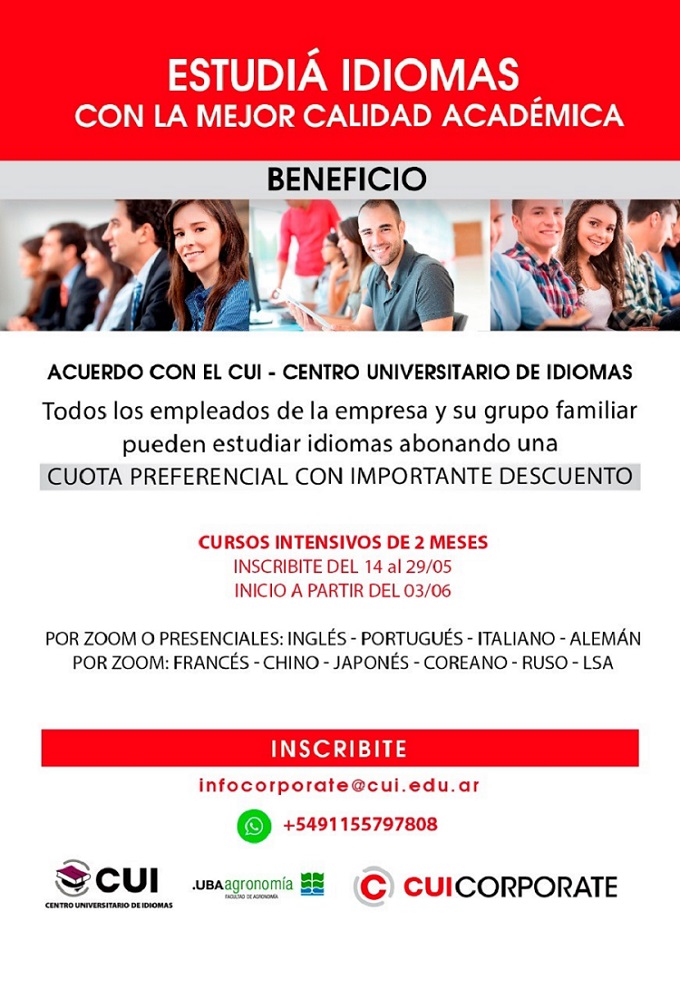 ESTUDIÁ IDIOMAS
CON LA MEJOR CALIDAD ACADÉMICA
BENEFICIO
ACUERDO CON EL CUI - CENTRO UNIVERSITARIO DE IDIOMAS
Todos los empleados de la empresa y su grupo familiar
pueden estudiar idiomas abonando una
CUOTA PREFERENCIAL CON IMPORTANTE DESCUENTO
CURSOS INTENSIVOS DE 2 MESES
INSCRIBITE DEL 14 al 29/05
INICIO A PARTIR DEL 03/06
POR ZOOM O PRESENCIALES: INGLÉS - PORTUGUÉS - ITALIANO - ALEMÁN
POR ZOOM: FRANCÉS - CHINO - JAPONÉS - COREANO - RUSO - LSA
INSCRIBITE
infocorporate@cui.edu.ar
+5491155797808
CUI
CENTRO UNIVERSITARIO DE IDIOMAS
.UBAagronomía
FACULTAD DE AGRONOMÍA
C CUICORPORATE